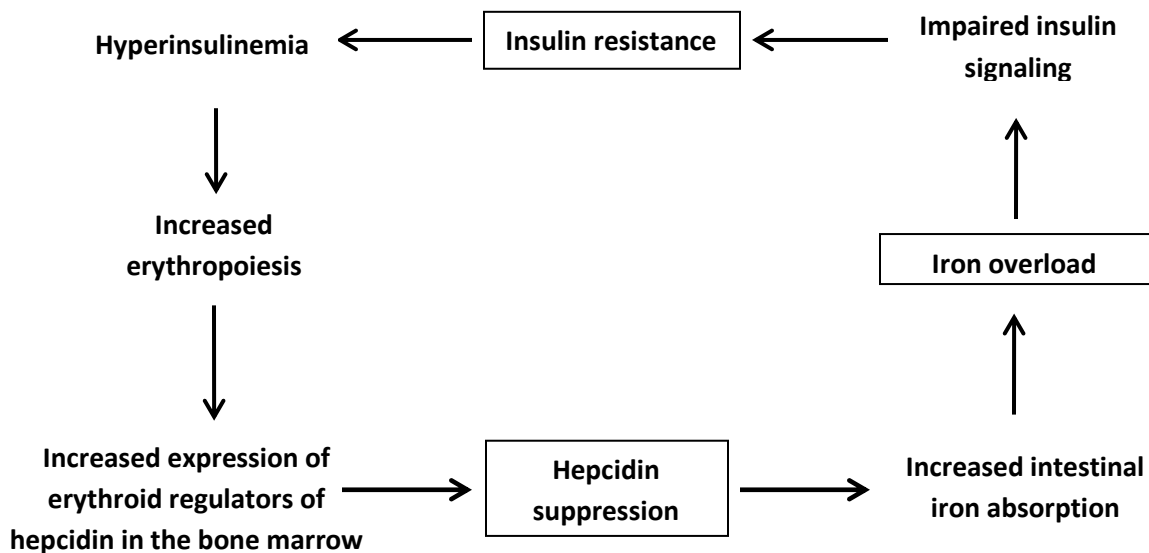 Hyperinsulinemia
Insulin resistance
Impaired insulin
signaling
Increased
erythropoiesis
Iron overload
Increased expression of
erythroid regulators of
hepcidin in the bone marrow
Hepcidin
suppression
Increased intestinal
iron absorption